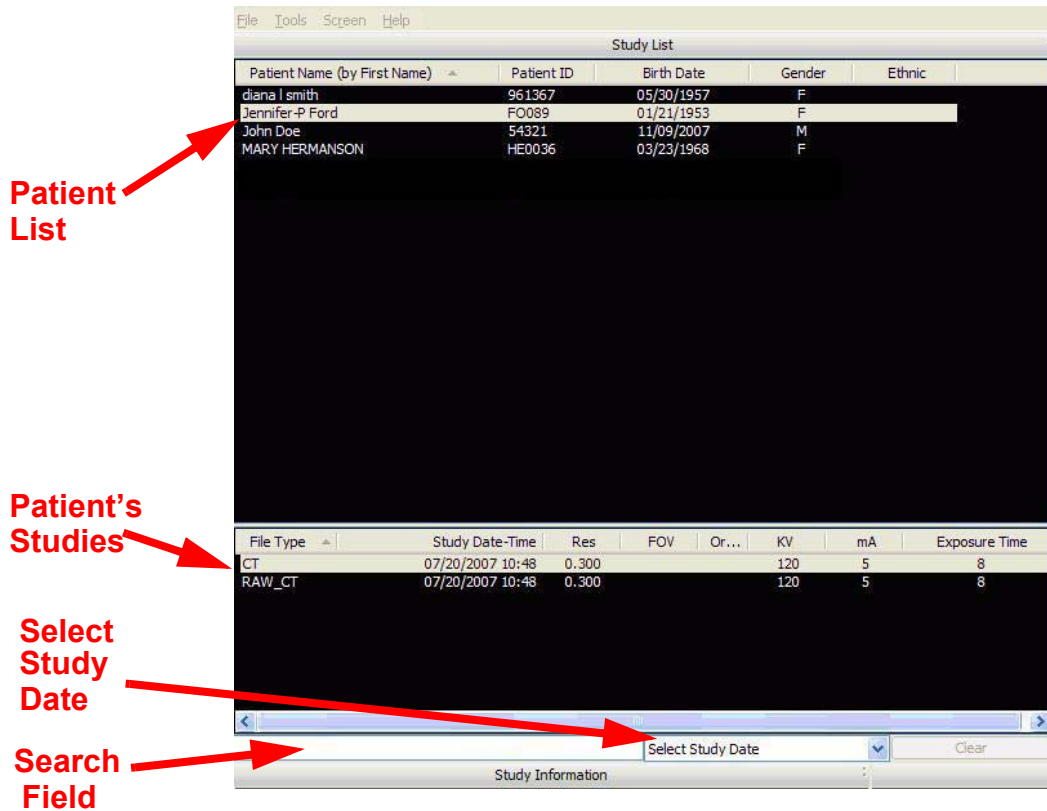 File Tools Screen Help
Study List
Patient Name (by First Name) Patient ID Birth Date Gender Ethnic
diana l smith 961367 05/30/1957 F
Jennifer-P Ford FO089 01/21/1953 F
John Doe 54321 11/09/2007 M
MARY HERMANSON HE0036 03/23/1968 F
Patient
List
Patient's
Studies
File Type Study Date-Time Res FOV Or... KV mA Exposure Time
CT 07/20/2007 10:48 0.300 120 5 8
RAW_CT 07/20/2007 10:48 0.300 120 5 8
Select
Study
Date
Search
Field
Select Study Date Clear
Study Information